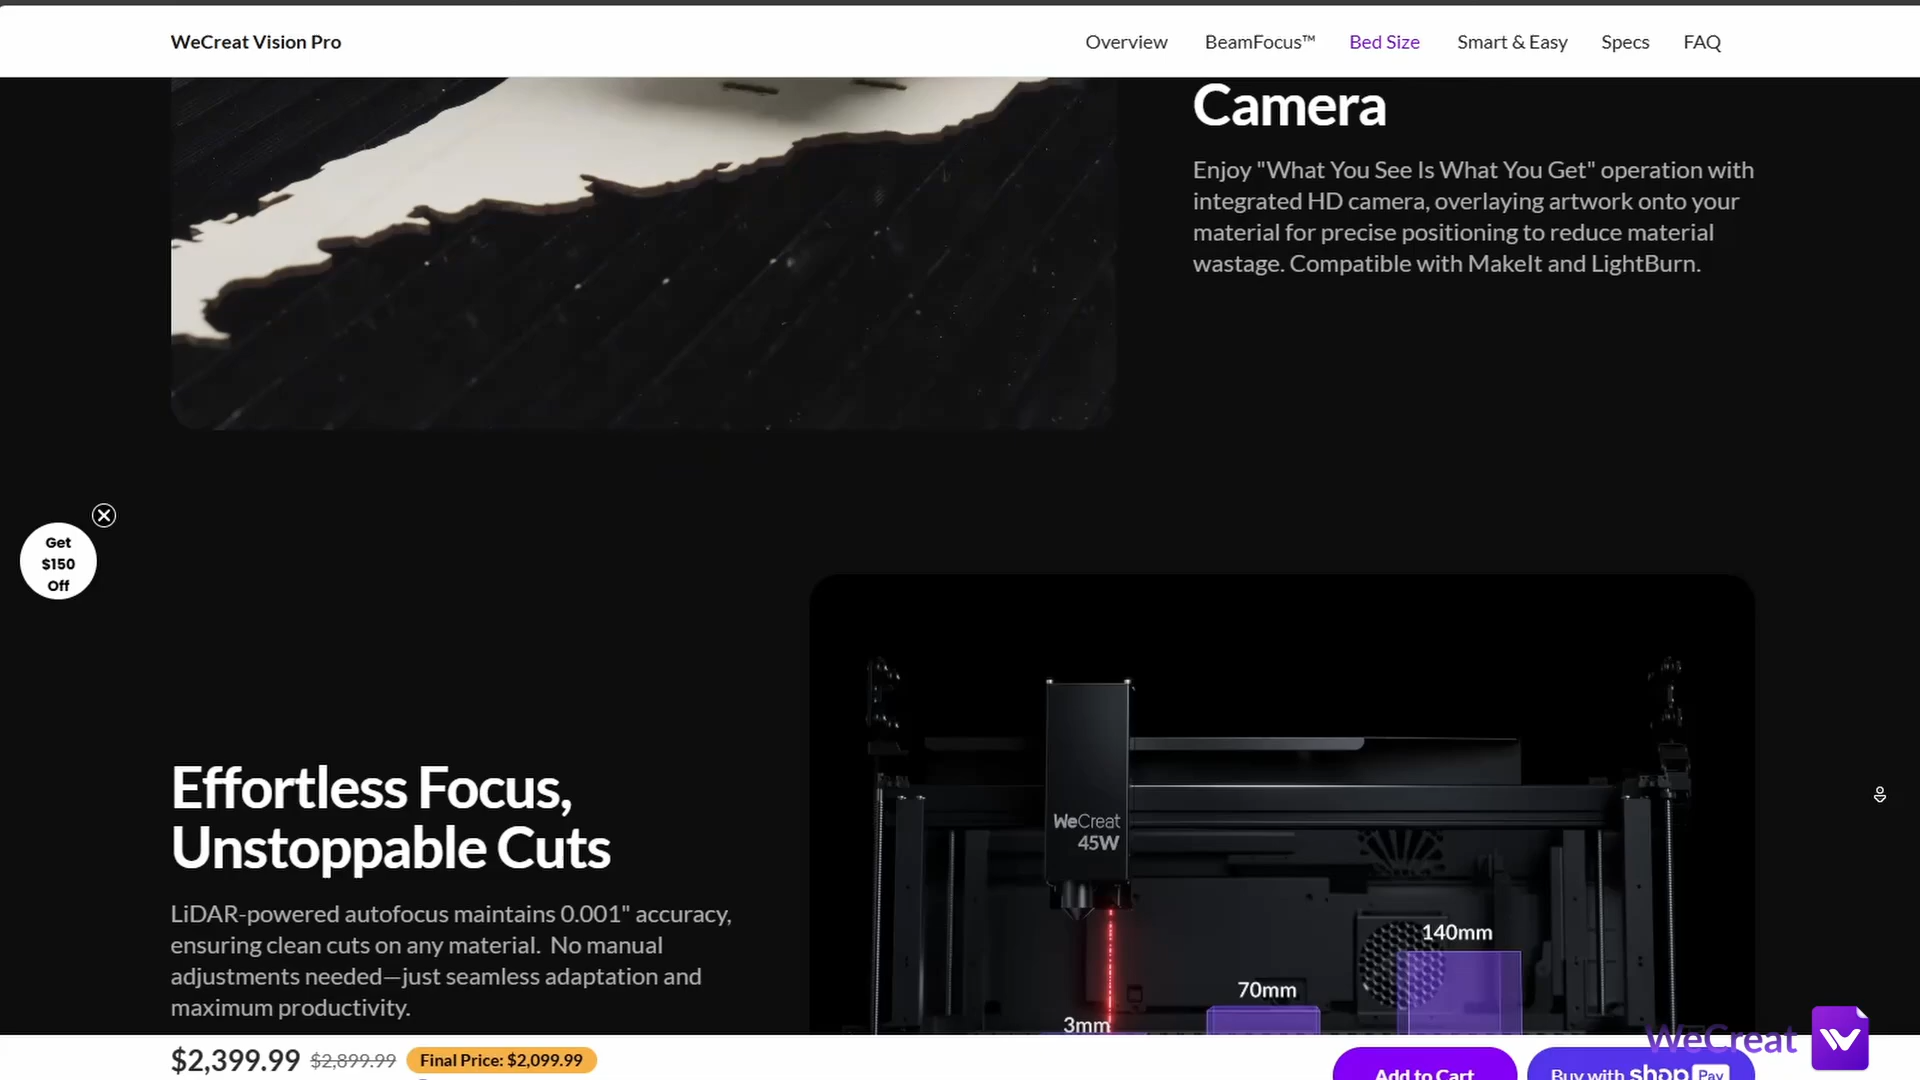 WeCreat Vision Pro
Overview
BeamFocus™
Bed Size
Smart & Easy
Specs
FAQ
Camera
Enjoy "What You See Is What You Get" operation with
integrated HD camera, overlaying artwork onto your
material for precise positioning to reduce material
wastage. Compatible with MakeIt and LightBurn.
Get
$150
Off
Effortless Focus,
Unstoppable Cuts
LiDAR-powered autofocus maintains 0.001" accuracy,
ensuring clean cuts on any material. No manual
adjustments needed—just seamless adaptation and
maximum productivity.
WeCreat
45W
140mm
70mm
3mm
$2,399.99 $2,899.99 Final Price: $2,099.99
Add to Cart
Buy with shop Pay
WeCreat